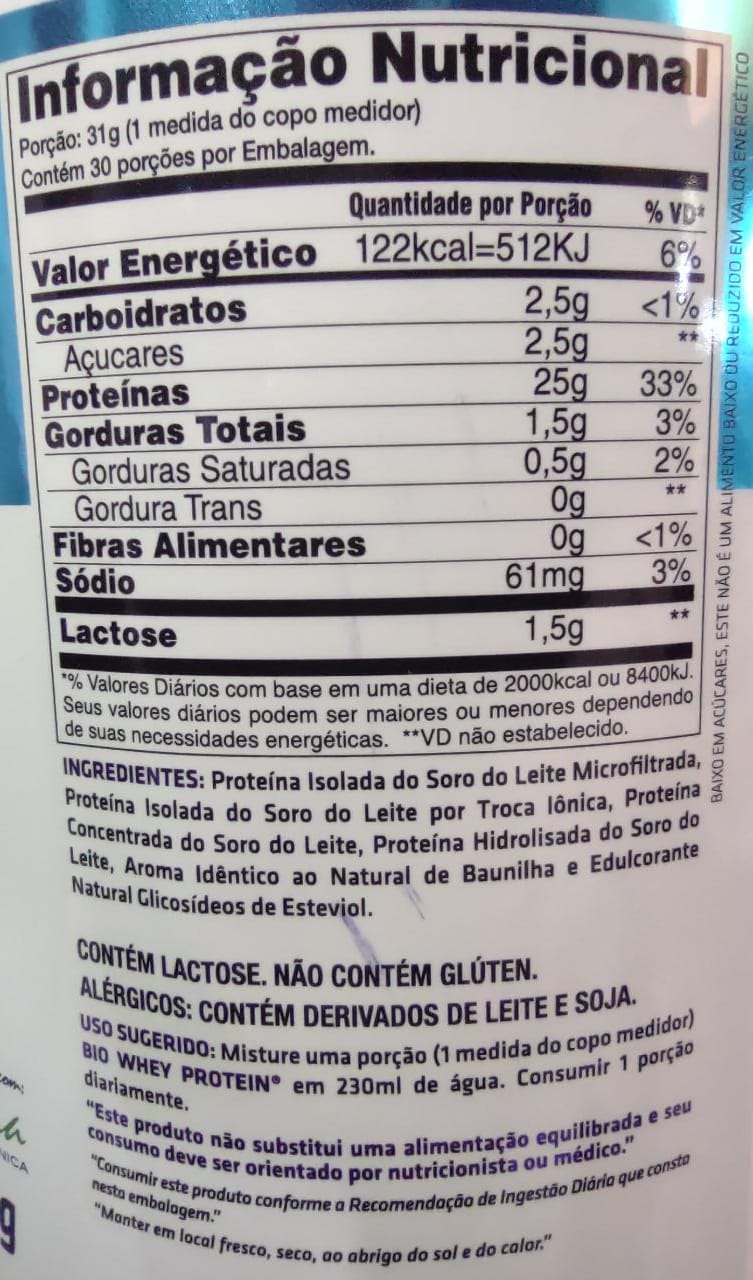 Informação Nutricional
Porção: 31g (1 medida do copo medidor)
Contém 30 porções por Embalagem.
Quantidade por Porção % VD*
Valor Energético 122kcal=512KJ 6%
Carboidratos 2,5g <1%
Açucares 2,5g **
Proteínas 25g 33%
Gorduras Totais 1,5g 3%
Gorduras Saturadas 0,5g 2%
Gordura Trans 0g **
Fibras Alimentares 0g <1%
Sódio 61mg 3%
Lactose 1,5g **
*% Valores Diários com base em uma dieta de 2000kcal ou 8400kJ.
Seus valores diários podem ser maiores ou menores dependendo
de suas necessidades energéticas. **VD não estabelecido.
BAIXO EM AÇÚCARES, ESTE NÃO É UM ALIMENTO BAIXO OU REDUZIDO EM VALOR ENERGÉTICO
INGREDIENTES: Proteína Isolada do Soro do Leite Microfiltrada,
Proteína Isolada do Soro do Leite por Troca Iônica, Proteína
Concentrada do Soro do Leite, Proteína Hidrolisada do Soro do
Leite, Aroma Idêntico ao Natural de Baunilha e Edulcorante
Natural Glicosídeos de Esteviol.
CONTÉM LACTOSE. NÃO CONTÉM GLÚTEN.
ALÉRGICOS: CONTÉM DERIVADOS DE LEITE E SOJA.
USO SUGERIDO: Misture uma porção (1 medida do copo medidor)
BIO WHEY PROTEIN® em 230ml de água. Consumir 1 porção
diariamente.
"Este produto não substitui uma alimentação equilibrada e seu
consumo deve ser orientado por nutricionista ou médico."
"Consumir este produto conforme a Recomendação de Ingestão Diária que consta
nesta embalagem."
"Manter em local fresco, seco, ao abrigo do sol e do calor."
g